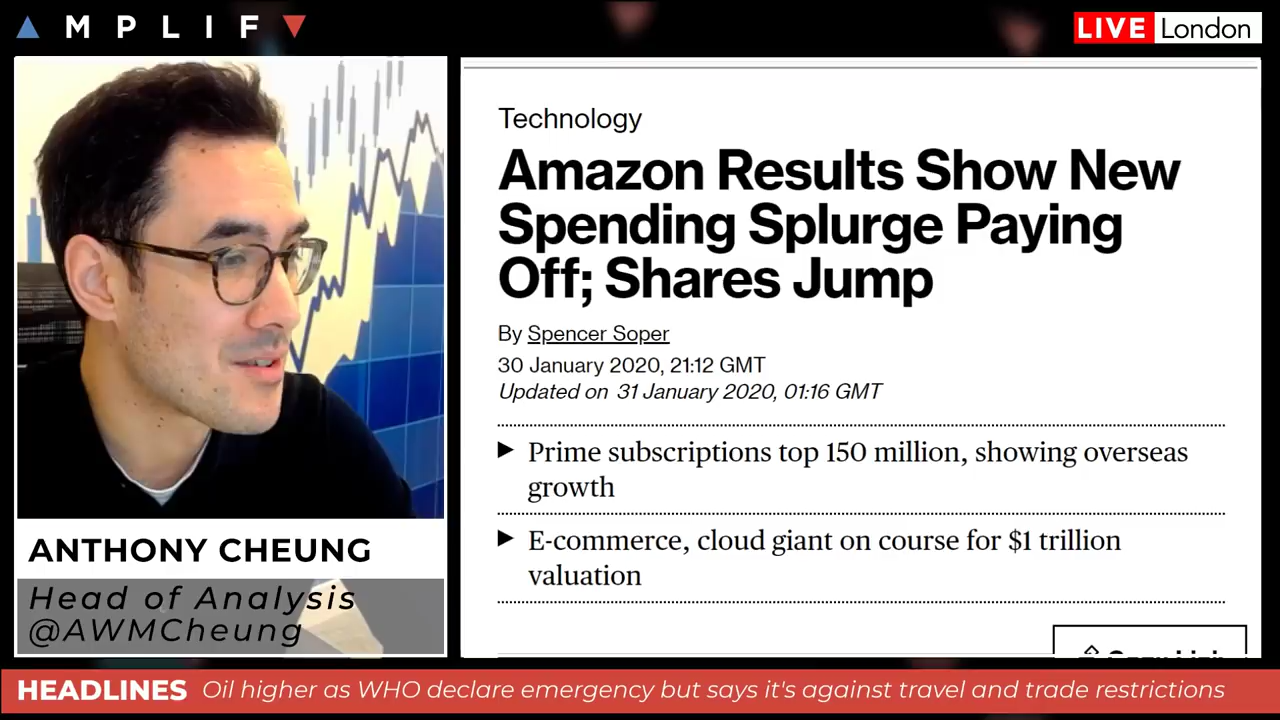 ▲ M P L I F ▼
LIVE London
Technology
Amazon Results Show New
Spending Splurge Paying
Off; Shares Jump
By Spencer Soper
30 January 2020, 21:12 GMT
Updated on 31 January 2020, 01:16 GMT
Prime subscriptions top 150 million, showing overseas
growth
E-commerce, cloud giant on course for $1 trillion
valuation
ANTHONY CHEUNG
Head of Analysis
@AWMCheung
HEADLINES Oil higher as WHO declare emergency but says it's against travel and trade restrictions